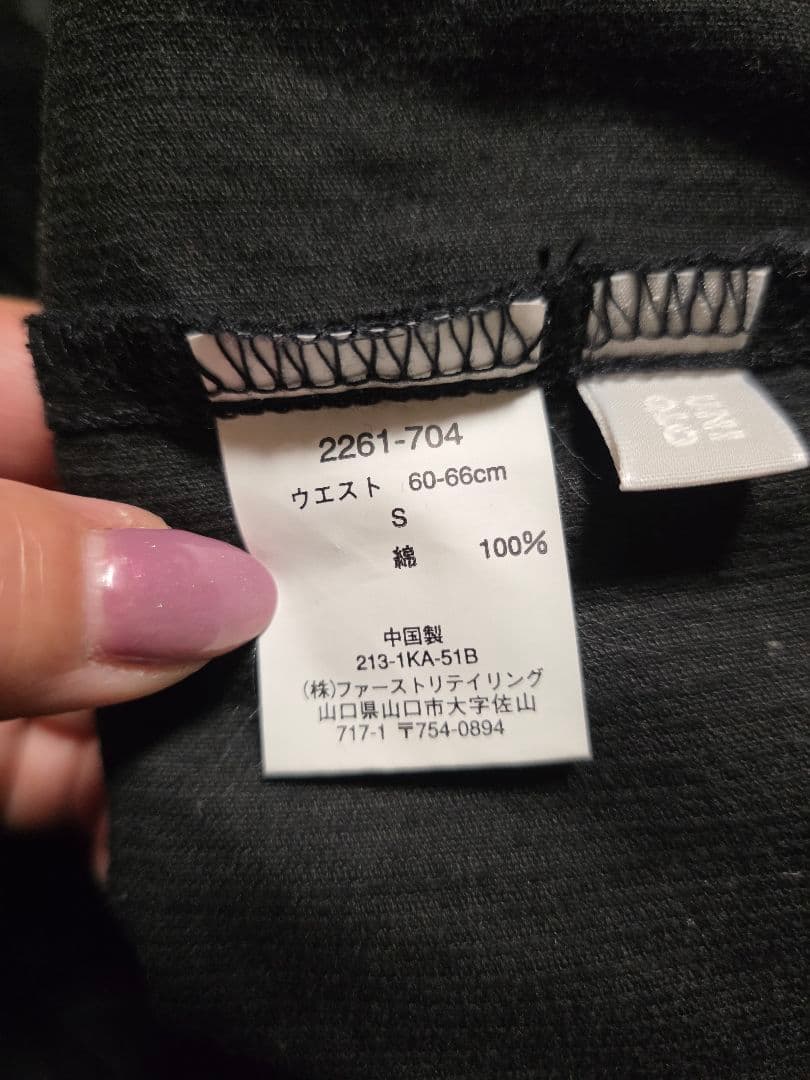 2261-704
ウエスト 60-66cm
S
綿 100%
中国製
213-1KA-51B
(株)ファーストリテイリング
山口県山口市大字佐山
717-1 〒754-0894
UNI
QLO